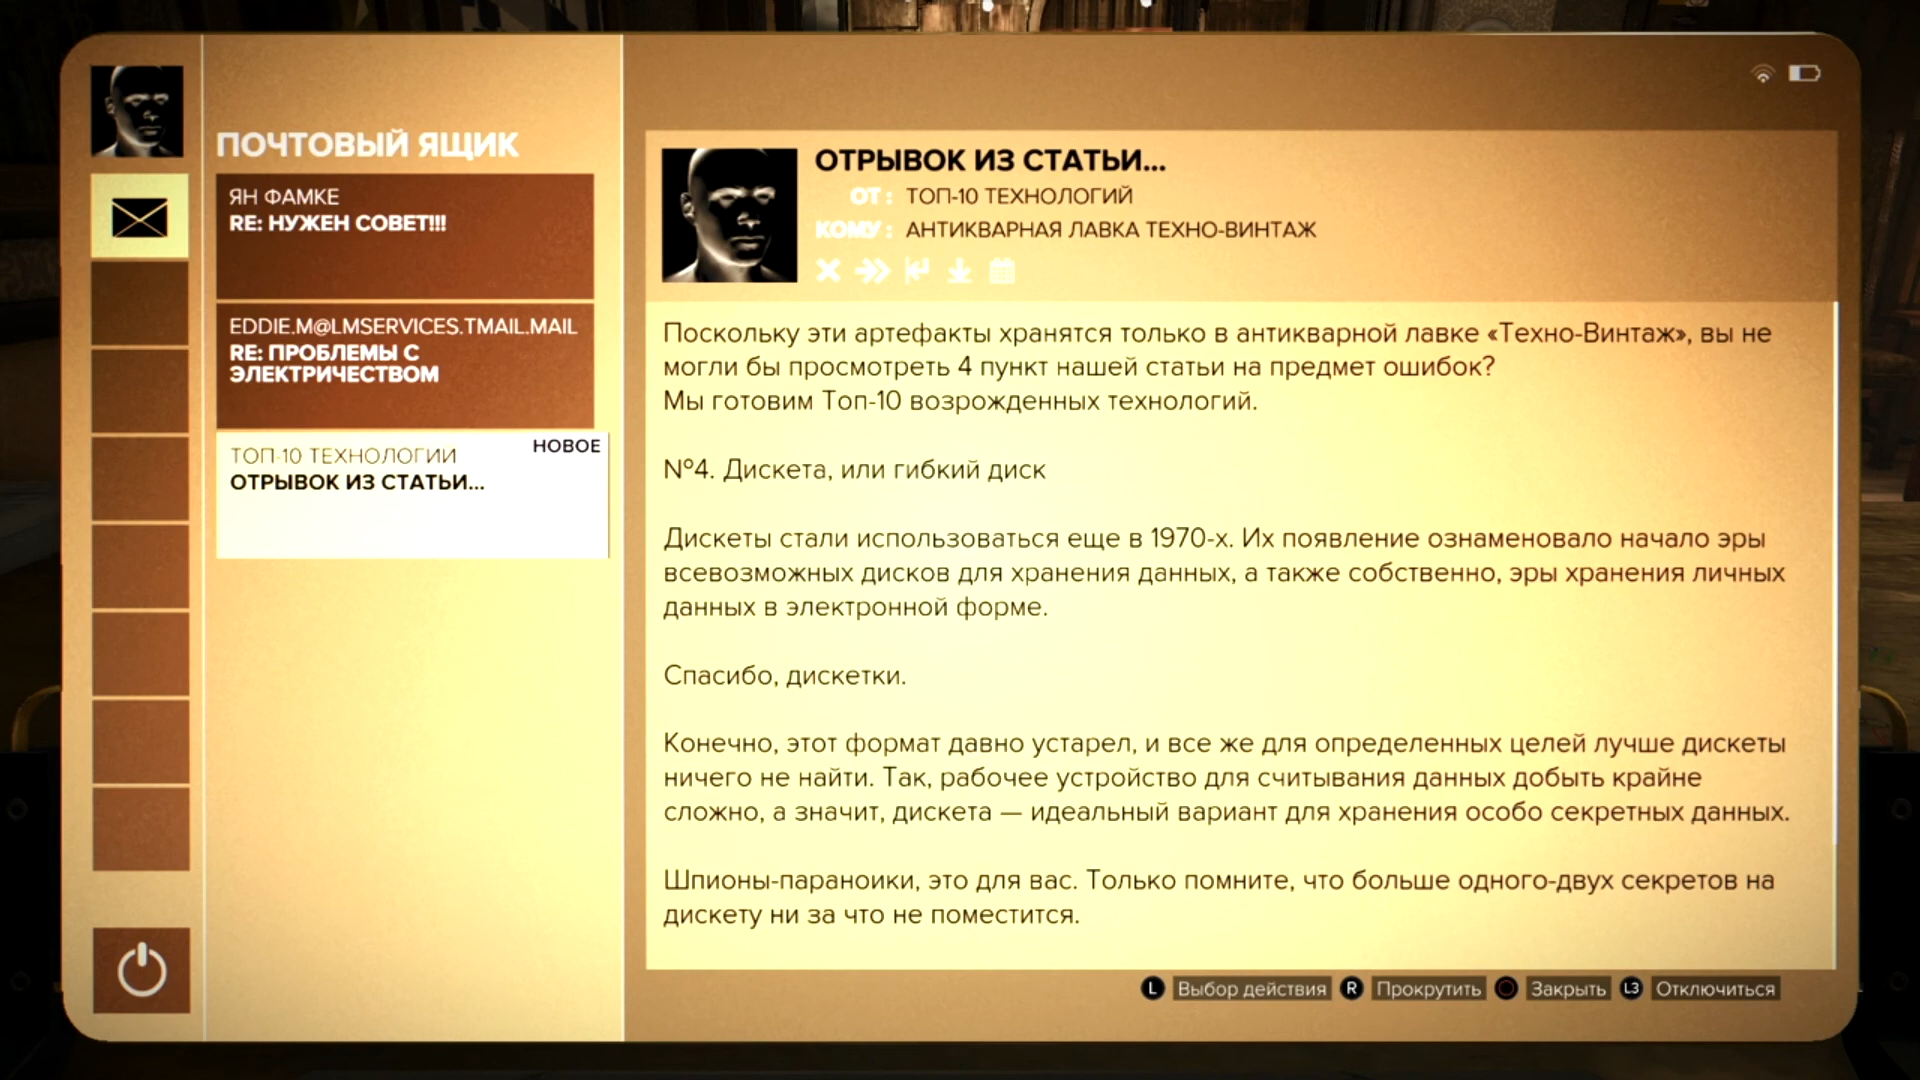 ПОЧТОВЫЙ ЯЩИК
ЯН ФАМКЕ
RE: НУЖЕН СОВЕТ!!!
EDDIE.M@LMSERVICES.TMAIL.MAIL
RE: ПРОБЛЕМЫ С
ЭЛЕКТРИЧЕСТВОМ
НОВОЕ
ТОП-10 ТЕХНОЛОГИИ
ОТРЫВОК ИЗ СТАТЬИ...
ОТРЫВОК ИЗ СТАТЬИ...
ОТ : ТОП-10 ТЕХНОЛОГИЙ
КОМУ : АНТИКВАРНАЯ ЛАВКА ТЕХНО-ВИНТАЖ
Поскольку эти артефакты хранятся только в антикварной лавке «Техно-Винтаж», вы не
могли бы просмотреть 4 пункт нашей статьи на предмет ошибок?
Мы готовим Топ-10 возрожденных технологий.
№4. Дискета, или гибкий диск
Дискеты стали использоваться еще в 1970-х. Их появление ознаменовало начало эры
всевозможных дисков для хранения данных, а также собственно, эры хранения личных
данных в электронной форме.
Спасибо, дискетки.
Конечно, этот формат давно устарел, и все же для определенных целей лучше дискеты
ничего не найти. Так, рабочее устройство для считывания данных добыть крайне
сложно, а значит, дискета — идеальный вариант для хранения особо секретных данных.
Шпионы-параноики, это для вас. Только помните, что больше одного-двух секретов на
дискету ни за что не поместится.
L Выбор действия R Прокрутить Закрыть L3 Отключиться